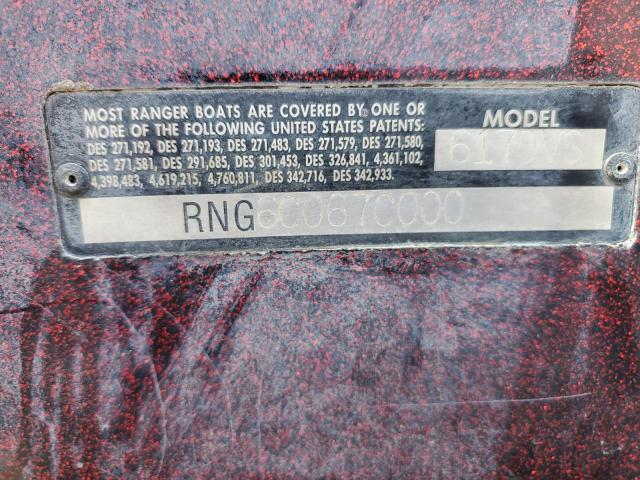 MOST RANGER BOATS ARE COVERED BY ONE OR
MORE OF THE FOLLOWING UNITED STATES PATENTS:
DES 271,192, DES 271,193, DES 271,483, DES 271,579, DES 271,580,
DES 271,581, DES 291,685, DES 301,453, DES 326,841, 4,361,102,
4,398,483, 4,619,215, 4,760,811, DES 342,716, DES 342,933.
MODEL
RNG6C067C000